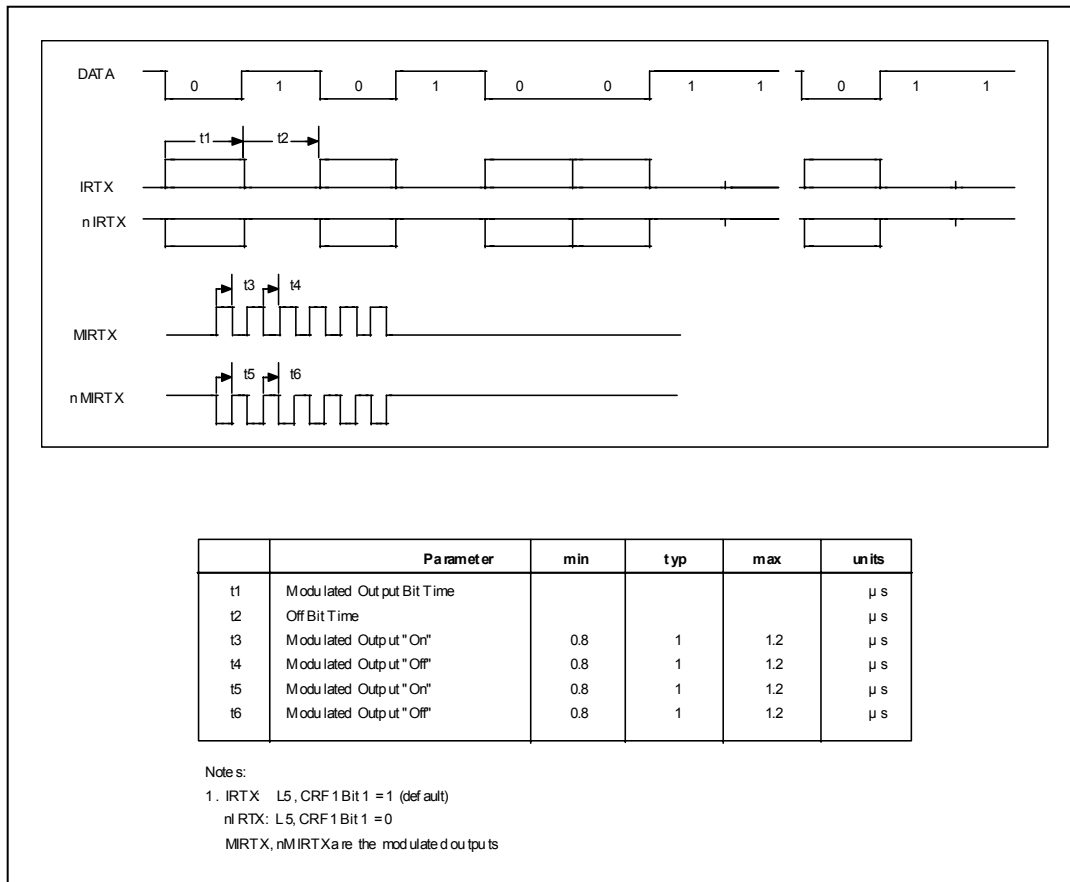 DATA
0 1 0 1 0 0 1 1 0 1 1
t1 t2
IRTX
nIRTX
t3 t4
MIRTX
t5 t6
nMIRTX
Parameter min typ max units
t1 Modulated Output Bit Time µs
t2 Off Bit Time µs
t3 Modulated Output "On" 0.8 1 1.2 µs
t4 Modulated Output "Off" 0.8 1 1.2 µs
t5 Modulated Output "On" 0.8 1 1.2 µs
t6 Modulated Output "Off" 0.8 1 1.2 µs
Notes:
1. IRTX: L5, CRF1 Bit 1 = 1 (default)
nIRTX: L5, CRF1 Bit 1 = 0
MIRTX, nMIRTX are the modulated outputs